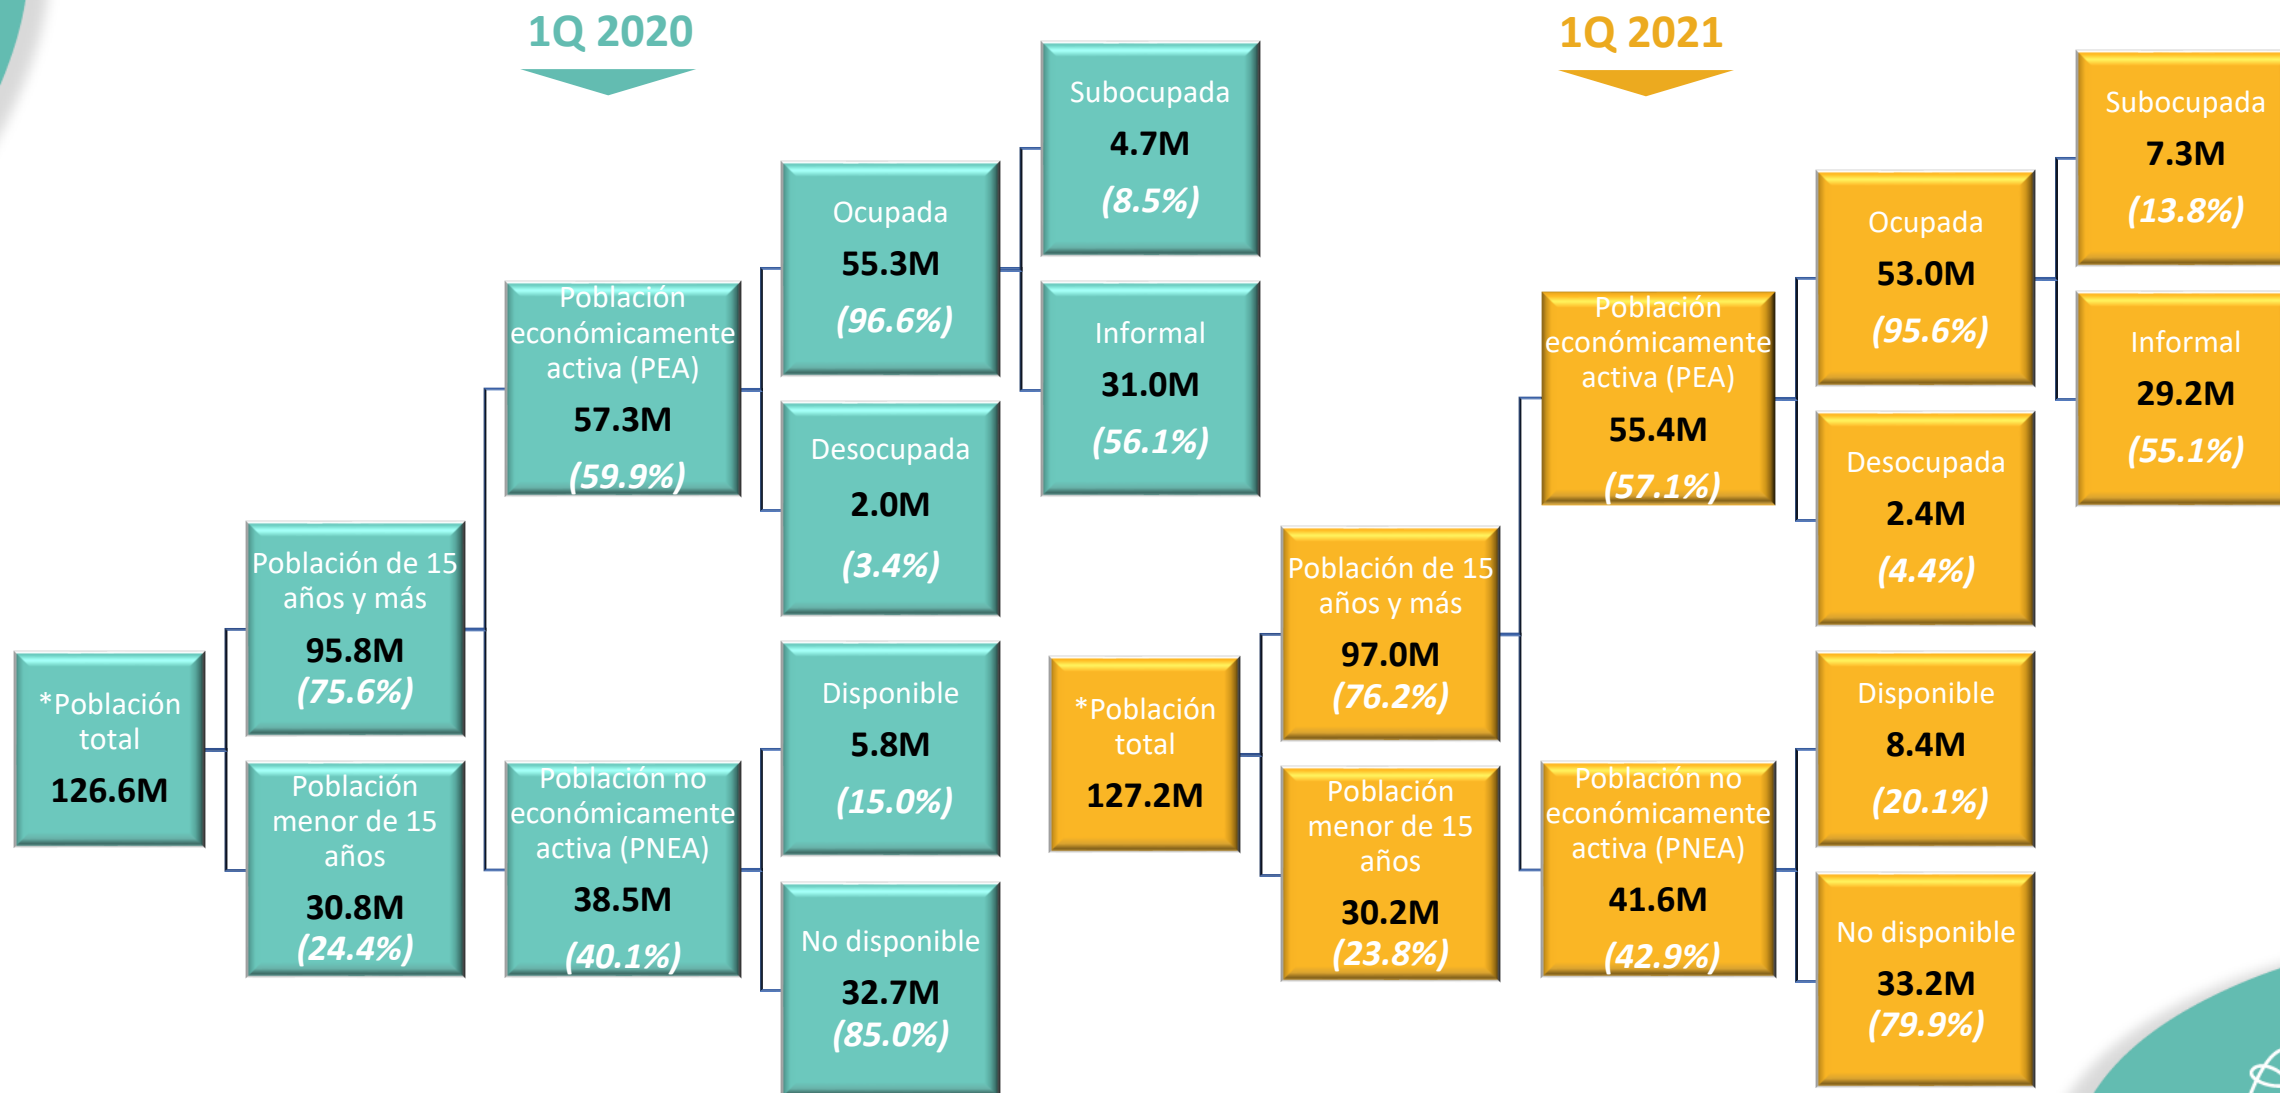 1Q 2020
*Población
total
126.6M
Población de 15
años y más
95.8M
(75.6%)
Población
menor de 15
años
30.8M
(24.4%)
Población
económicamente
activa (PEA)
57.3M
(59.9%)
Población no
económicamente
activa (PNEA)
38.5M
(40.1%)
Ocupada
55.3M
(96.6%)
Desocupada
2.0M
(3.4%)
Disponible
5.8M
(15.0%)
No disponible
32.7M
(85.0%)
Subocupada
4.7M
(8.5%)
Informal
31.0M
(56.1%)
1Q 2021
*Población
total
127.2M
Población de 15
años y más
97.0M
(76.2%)
Población
menor de 15
años
30.2M
(23.8%)
Población
económicamente
activa (PEA)
55.4M
(57.1%)
Población no
económicamente
activa (PNEA)
41.6M
(42.9%)
Ocupada
53.0M
(95.6%)
Desocupada
2.4M
(4.4%)
Disponible
8.4M
(20.1%)
No disponible
33.2M
(79.9%)
Subocupada
7.3M
(13.8%)
Informal
29.2M
(55.1%)